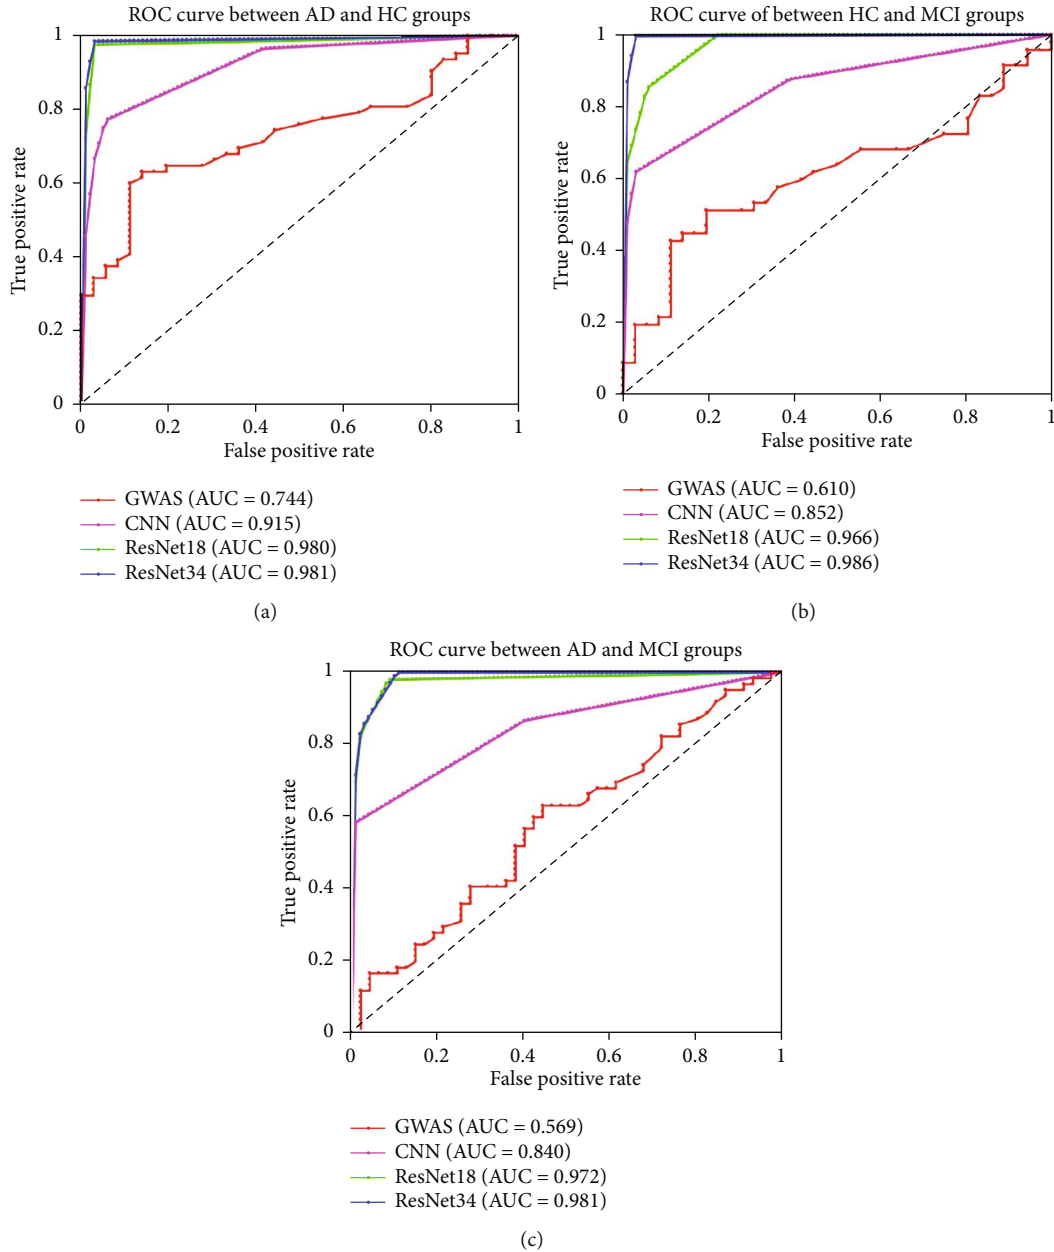 ROC curve between AD and HC groups
1
0.8
0.6
0.4
0.2
0
0
0.2
0.4
0.6
0.8
1
True positive rate
False positive rate
GWAS (AUC = 0.744)
CNN (AUC = 0.915)
ResNet18 (AUC = 0.980)
ResNet34 (AUC = 0.981)
(a)
ROC curve of between HC and MCI groups
1
0.8
0.6
0.4
0.2
0
0
0.2
0.4
0.6
0.8
1
True positive rate
False positive rate
GWAS (AUC = 0.610)
CNN (AUC = 0.852)
ResNet18 (AUC = 0.966)
ResNet34 (AUC = 0.986)
(b)
ROC curve between AD and MCI groups
1
0.8
0.6
0.4
0.2
0
0
0.2
0.4
0.6
0.8
1
True positive rate
False positive rate
GWAS (AUC = 0.569)
CNN (AUC = 0.840)
ResNet18 (AUC = 0.972)
ResNet34 (AUC = 0.981)
(c)